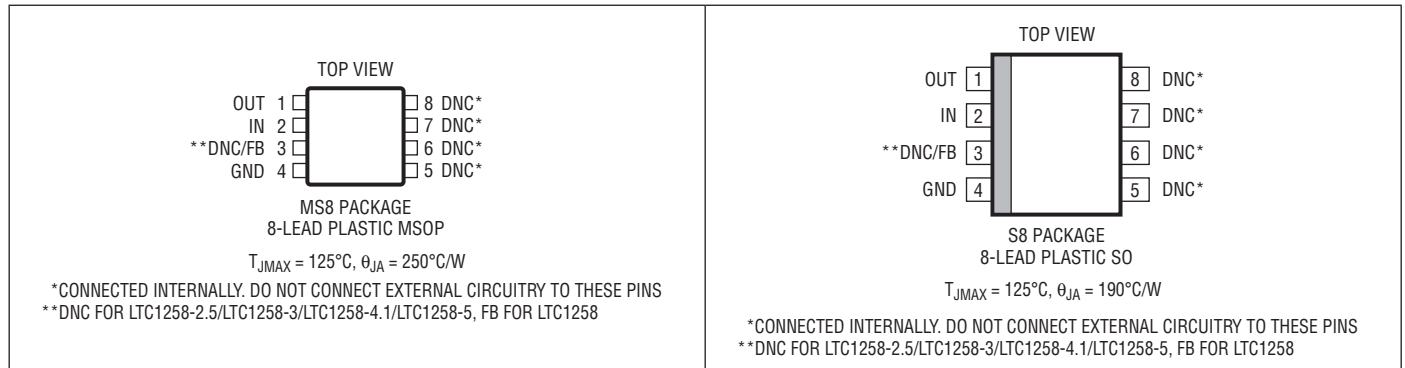 TOP VIEW
OUT 1 8 DNC*
IN 2 7 DNC*
**DNC/FB 3 6 DNC*
GND 4 5 DNC*
MS8 PACKAGE
8-LEAD PLASTIC MSOP
TJMAX = 125°C, θJA = 250°C/W
*CONNECTED INTERNALLY. DO NOT CONNECT EXTERNAL CIRCUITRY TO THESE PINS
**DNC FOR LTC1258-2.5/LTC1258-3/LTC1258-4.1/LTC1258-5, FB FOR LTC1258
TOP VIEW
OUT 1 8 DNC*
IN 2 7 DNC*
**DNC/FB 3 6 DNC*
GND 4 5 DNC*
S8 PACKAGE
8-LEAD PLASTIC SO
TJMAX = 125°C, θJA = 190°C/W
*CONNECTED INTERNALLY. DO NOT CONNECT EXTERNAL CIRCUITRY TO THESE PINS
**DNC FOR LTC1258-2.5/LTC1258-3/LTC1258-4.1/LTC1258-5, FB FOR LTC1258